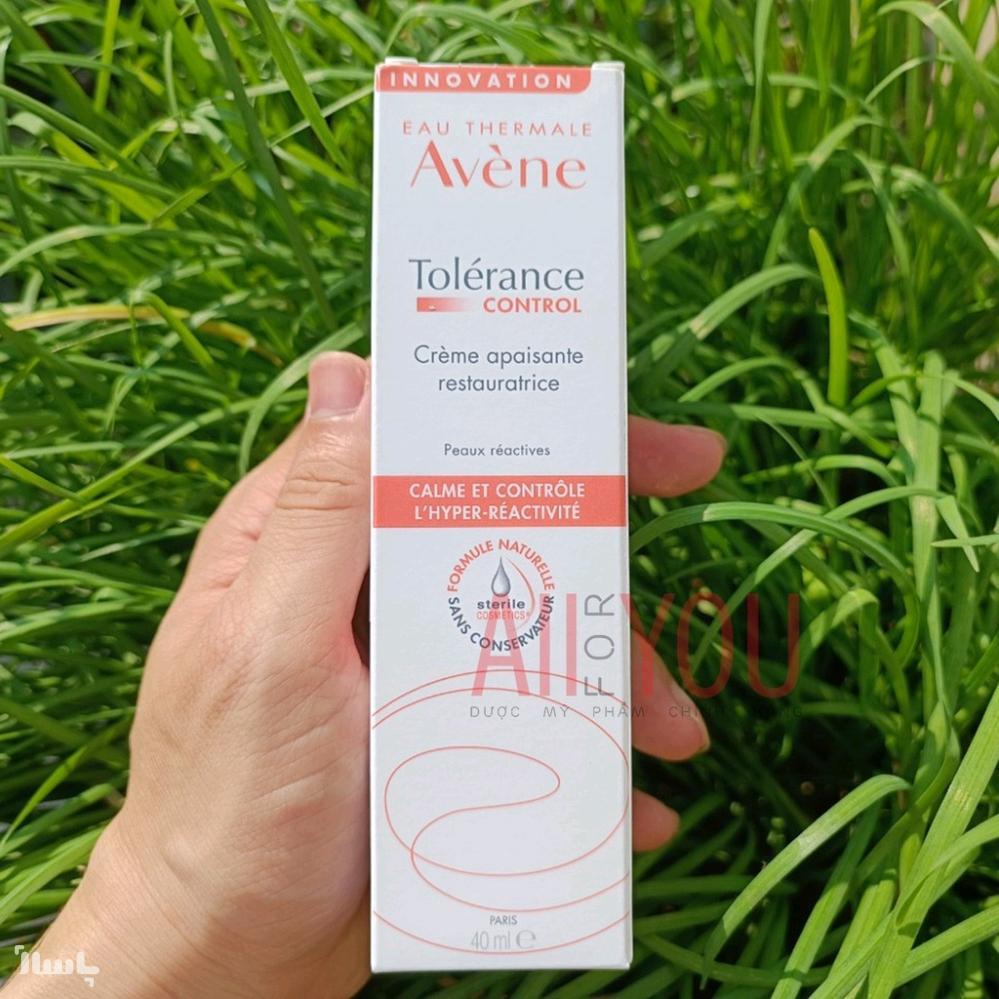 INNOVATION
EAU THERMALE
Avène
Tolérance
CONTROL
Crème apaisante
restauratrice
Peaux réactives
CALME ET CONTRÔLE
L'HYPER-RÉACTIVITÉ
FORMULE NATURELLE
sterile
COSMETICS
SANS CONSERVATEUR
All FOR YOU
DƯỢC MỸ PHẨM
PARIS
40 ml e
پاساژ